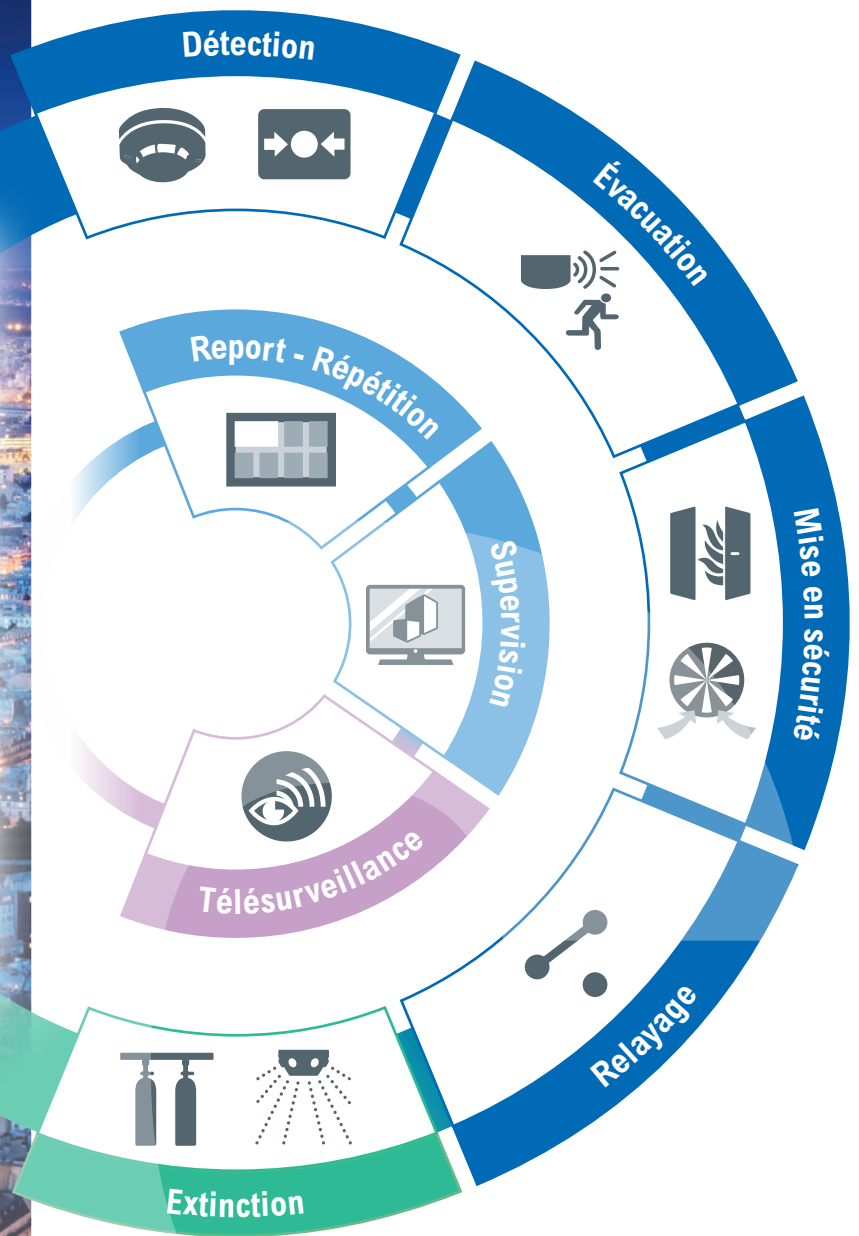 Détection
Évacuation
Report - Répétition
Mise en sécurité
Supervision
Télésurveillance
Relayage
Extinction